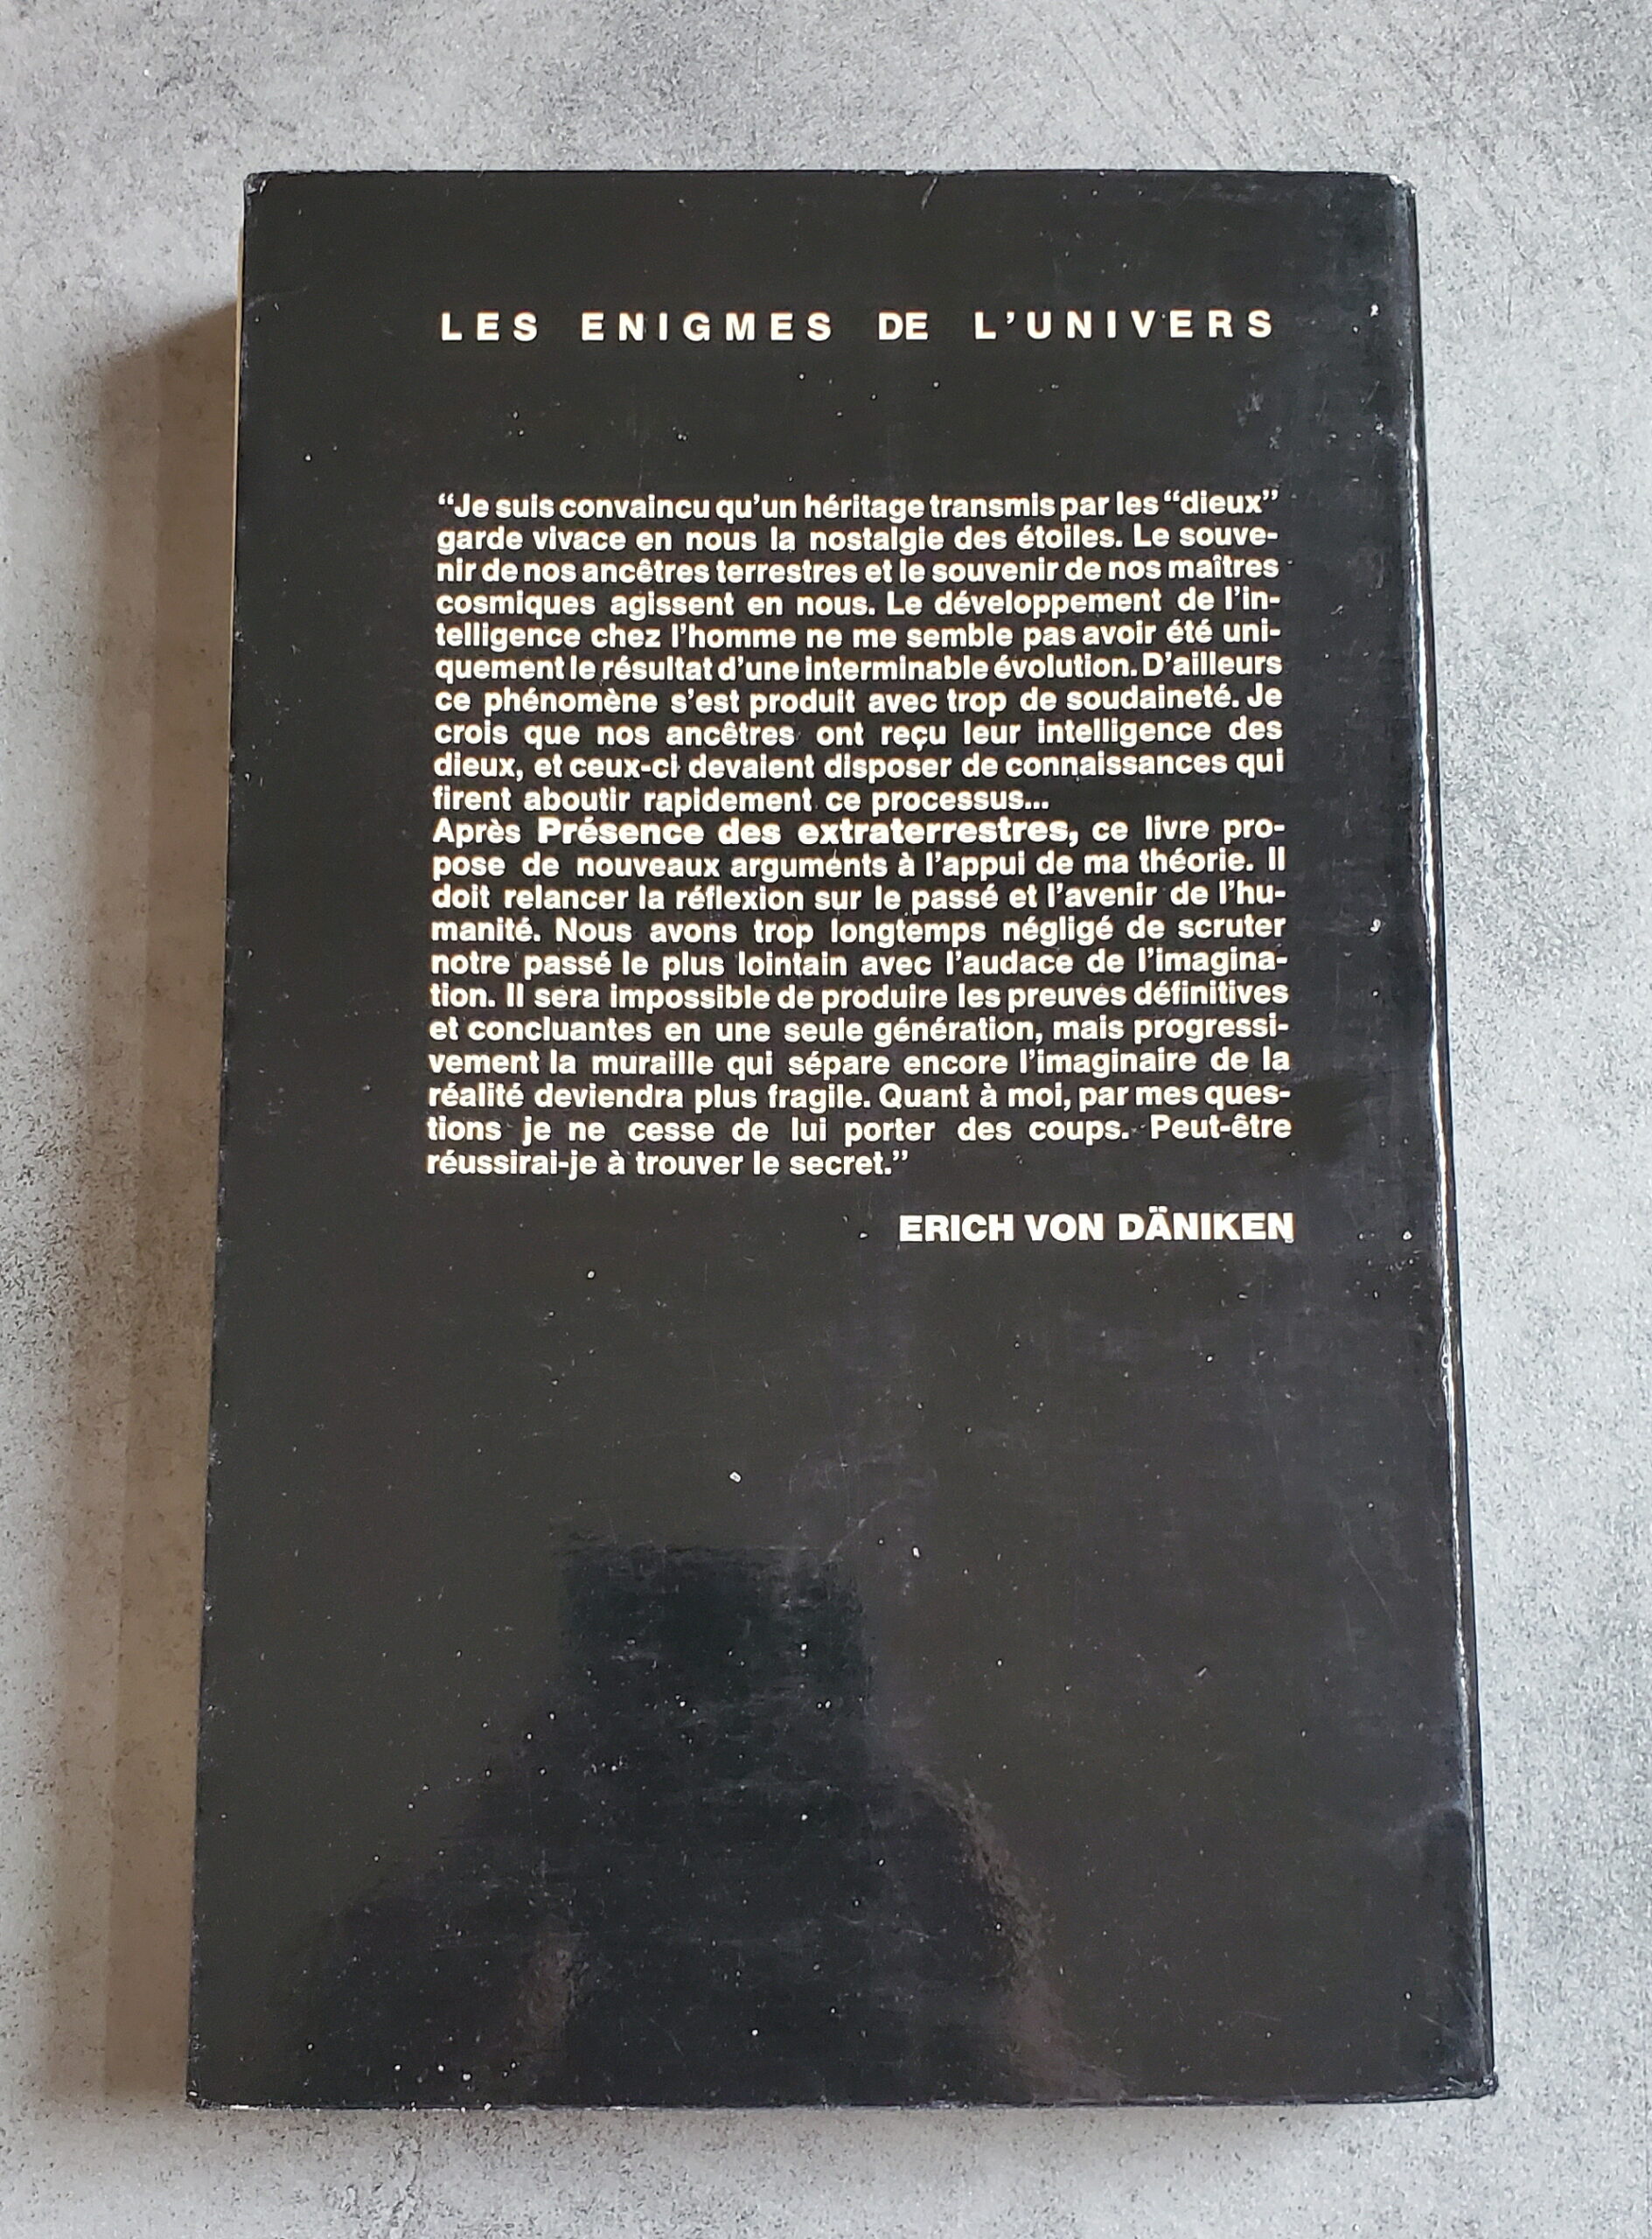 LES ENIGMES DE L'UNIVERS
“Je suis convaincu qu’un héritage transmis par les “dieux”
garde vivace en nous la nostalgie des étoiles. Le souve-
nir de nos ancêtres terrestres et le souvenir de nos maîtres
cosmiques agissent en nous. Le développement de l’in-
telligence chez l’homme ne me semble pas avoir été uni-
quement le résultat d’une interminable évolution. D’ailleurs
ce phénomène s’est produit avec trop de soudaineté. Je
crois que nos ancêtres ont reçu leur intelligence des
dieux, et ceux-ci devaient disposer de connaissances qui
firent aboutir rapidement ce processus...
Après Présence des extraterrestres, ce livre pro-
pose de nouveaux arguments à l’appui de ma théorie. Il
doit relancer la réflexion sur le passé et l’avenir de l’hu-
manité. Nous avons trop longtemps négligé de scruter
notre passé le plus lointain avec l’audace de l’imagina-
tion. Il sera impossible de produire les preuves définitives
et concluantes en une seule génération, mais progressi-
vement la muraille qui sépare encore l’imaginaire de la
réalité deviendra plus fragile. Quant à moi, par mes ques-
tions je ne cesse de lui porter des coups. Peut-être
réussirai-je à trouver le secret.”
ERICH VON DÄNIKEN